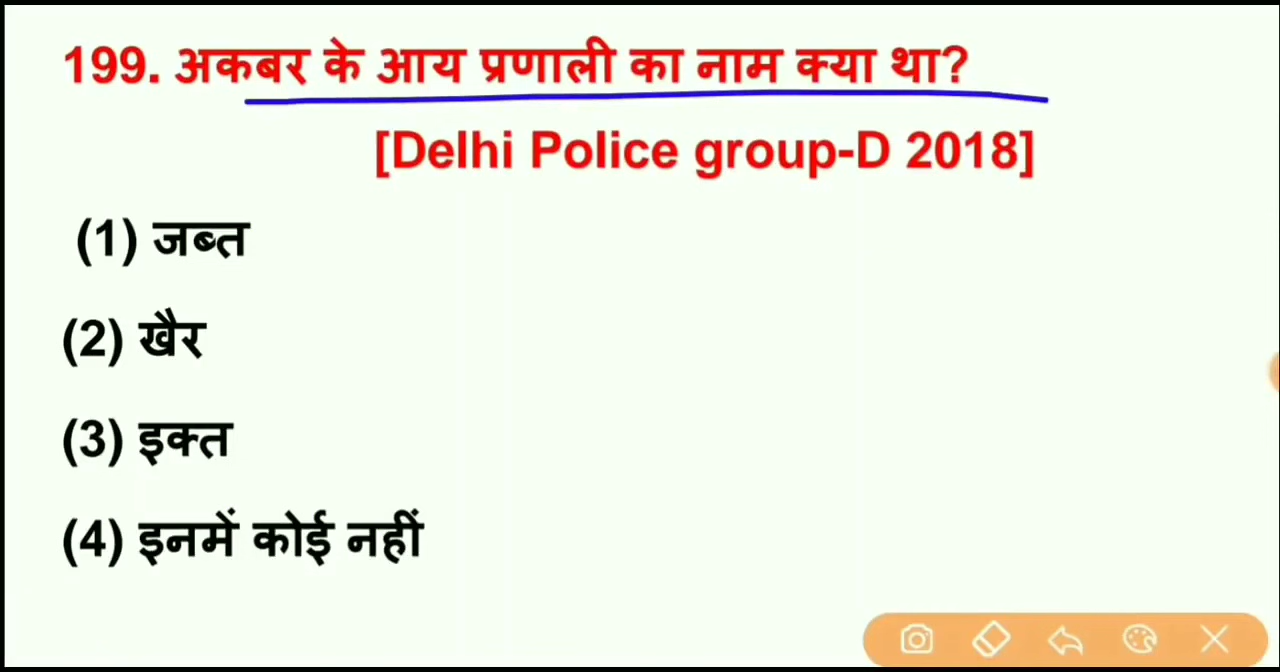 199. अकबर के आय प्रणाली का नाम क्या था?
[Delhi Police group-D 2018]
(1) जब्त
(2) खैर
(3) इक्त
(4) इनमें कोई नहीं